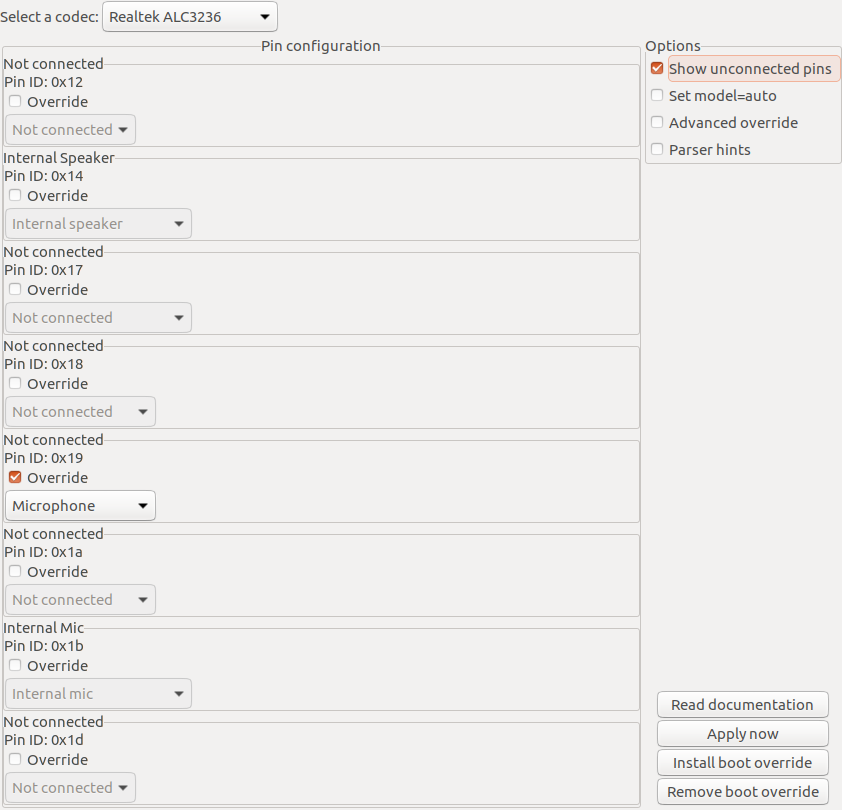 Select a codec: Realtek ALC3236
Pin configuration
Not connected
Pin ID: 0x12
Override
Not connected
Internal Speaker
Pin ID: 0x14
Override
Internal speaker
Not connected
Pin ID: 0x17
Override
Not connected
Not connected
Pin ID: 0x18
Override
Not connected
Not connected
Pin ID: 0x19
Override
Microphone
Not connected
Pin ID: 0x1a
Override
Not connected
Internal Mic
Pin ID: 0x1b
Override
Internal mic
Not connected
Pin ID: 0x1d
Override
Not connected
Options
Show unconnected pins
Set model=auto
Advanced override
Parser hints
Read documentation
Apply now
Install boot override
Remove boot override